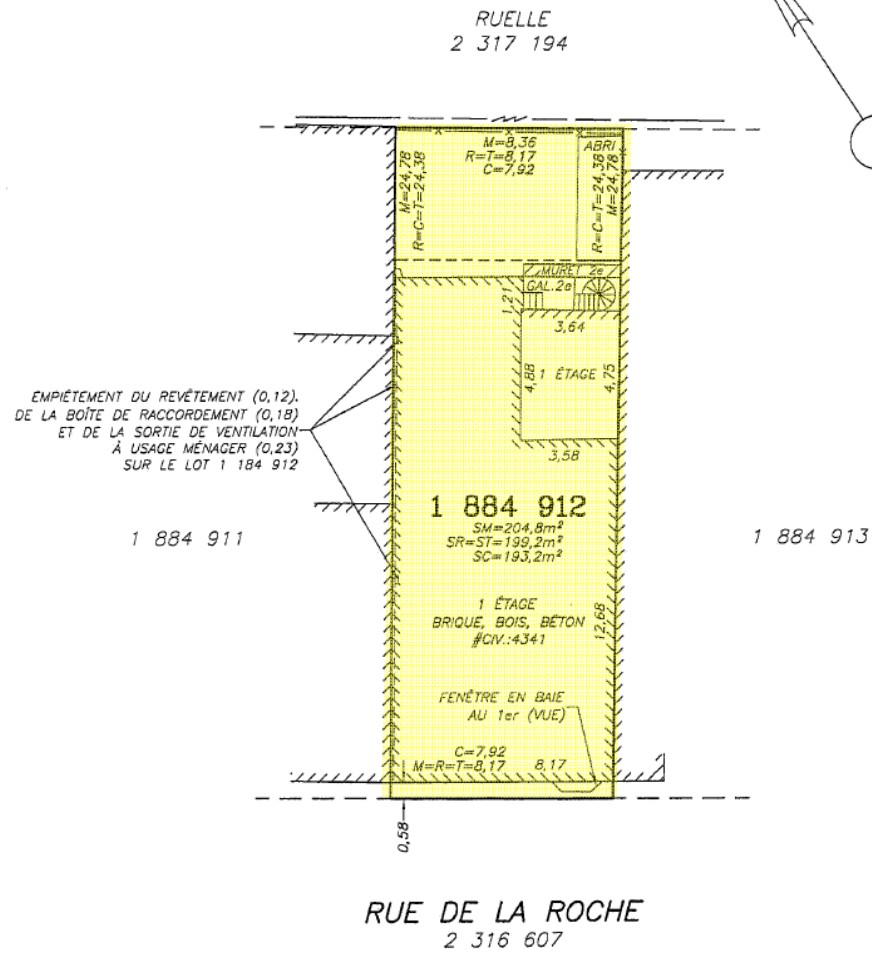 RUELLE
2 317 194
M=8,36
R=T=8,17
C=7,92
ABRI
M=24,78
R=C=T=24,38
R=C=T=24,38
M=24,78
MURET 2e
GAL.2e
1,21
3,64
4,88
1 ÉTAGE
4,75
3,58
EMPIÉTEMENT DU REVÊTEMENT (0,12).
DE LA BOÎTE DE RACCORDEMENT (0,18)
ET DE LA SORTIE DE VENTILATION
À USAGE MÉNAGER (0,23)
SUR LE LOT 1 184 912
1 884 912
SM=204,8m²
SR=ST=199,2m²
SC=193,2m²
1 884 911
1 884 913
1 ÉTAGE
BRIQUE, BOIS, BÉTON
#CIV.:4341
12,68
FENÊTRE EN BAIE
AU 1er (VUE)
C=7,92
M=R=T=8,17
8,17
0,58
RUE DE LA ROCHE
2 316 607